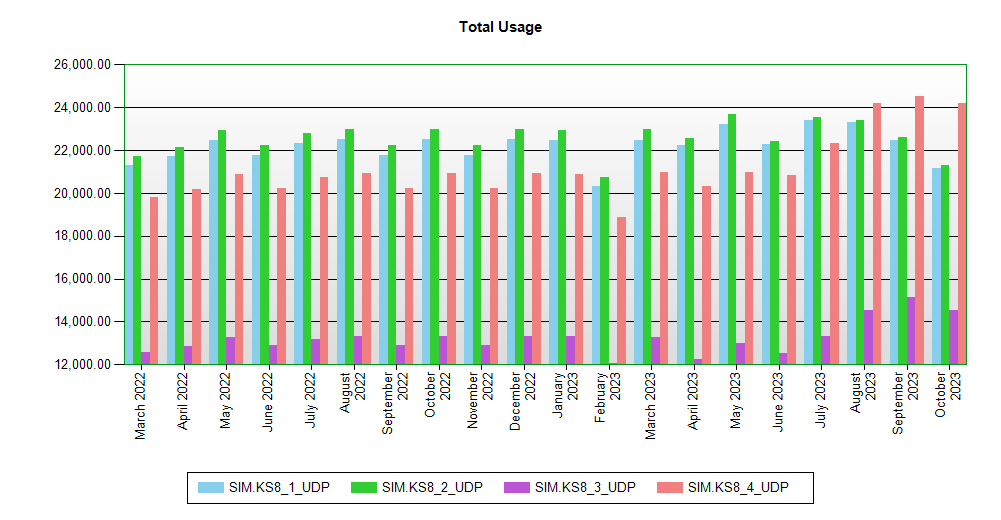 Total Usage
26,000.00
24,000.00
22,000.00
20,000.00
18,000.00
16,000.00
14,000.00
12,000.00
March 2022
April 2022
May 2022
June 2022
July 2022
August
2022
September
2022
October
2022
November
2022
December
2022
January
2023
February
2023
March 2023
April 2023
May 2023
June 2023
July 2023
August
2023
September
2023
October
2023
SIM.KS8_1_UDP
SIM.KS8_2_UDP
SIM.KS8_3_UDP
SIM.KS8_4_UDP